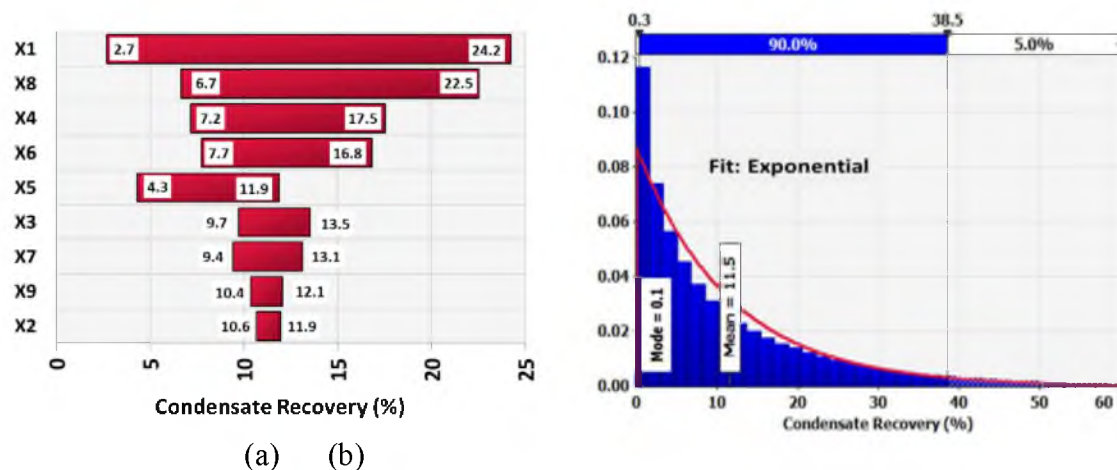 X1 2.7 24.2
X8 6.7 22.5
X4 7.2 17.5
X6 7.7 16.8
X5 4.3 11.9
X3 9.7 13.5
X7 9.4 13.1
X9 10.4 12.1
X2 10.6 11.9
0 5 10 15 20 25
Condensate Recovery (%)
(a) (b)
0.3 38.5
90.0% 5.0%
0.12
0.10
0.08
0.06
0.04
0.02
0.00
Fit: Exponential
Mode = 0.1
Mean = 11.5
0 10 20 30 40 50 60
Condensate Recovery (%)